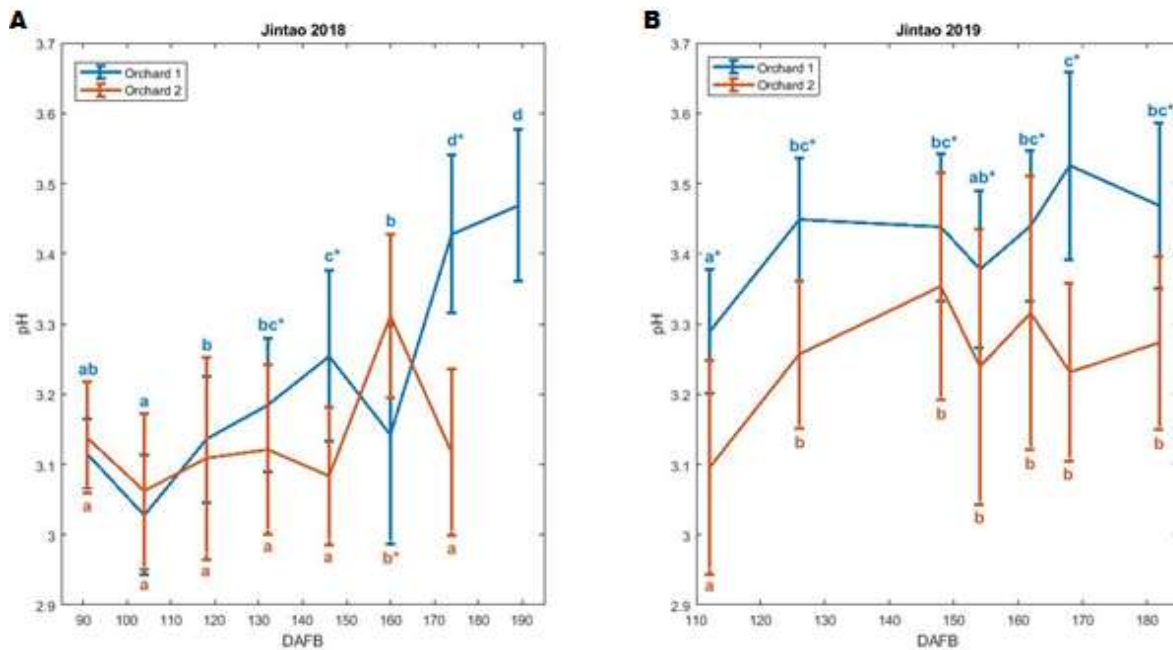 A
Jintao 2018
3.7
3.6
3.5
3.4
3.3
3.2
3.1
3
2.9
pH
Orchard 1
Orchard 2
ab
a
b
bc*
c*
b
d*
d
a
a
a
a
a
b*
a
90 100 110 120 130 140 150 160 170 180 190
DAFB
B
Jintao 2019
3.7
3.6
3.5
3.4
3.3
3.2
3.1
3
2.9
pH
Orchard 1
Orchard 2
a*
bc*
bc*
ab*
bc*
c*
bc*
a
b
b
b
b
b
b
110 120 130 140 150 160 170 180
DAFB